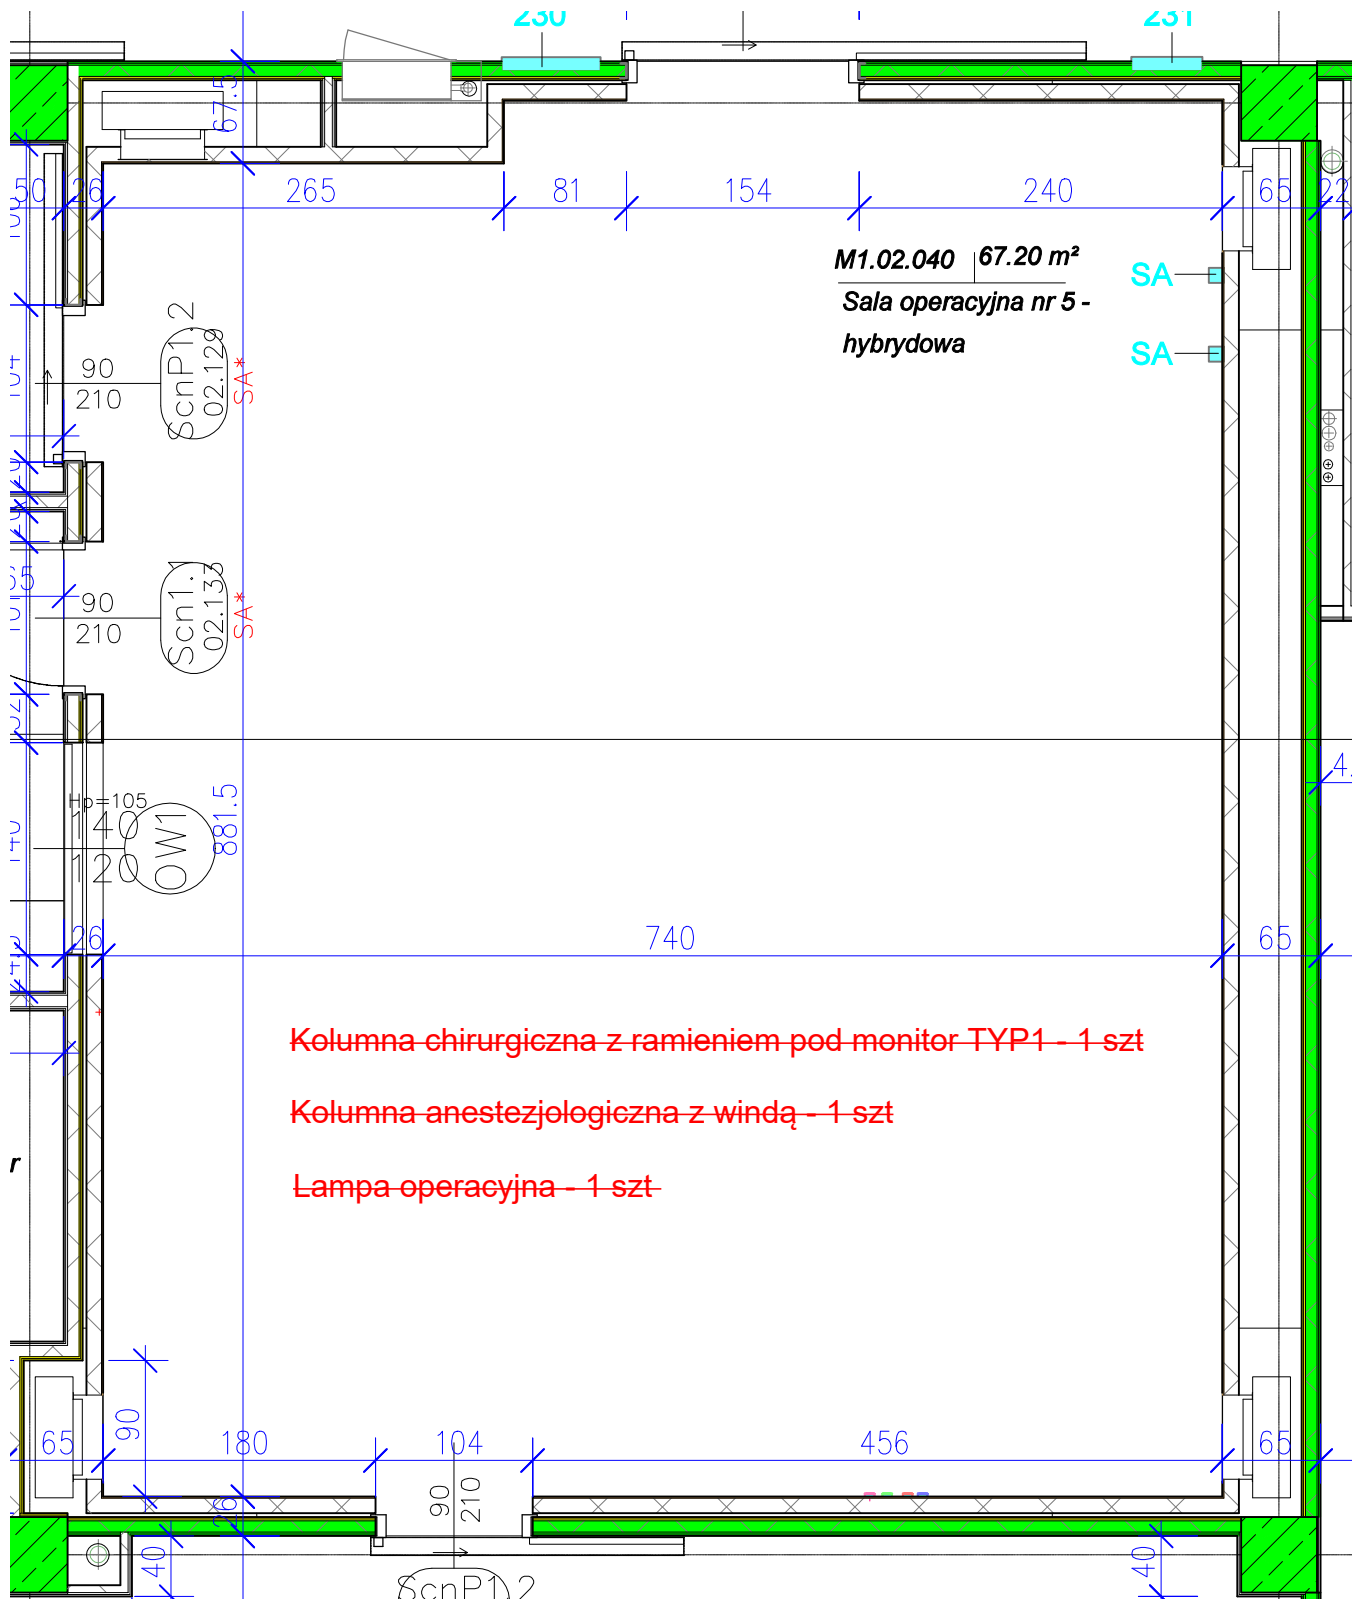 230
231
67.5
50
26
265
81
154
240
65
22
M1.02.040
67.20 m²
Sala operacyjna nr 5 -
hybrydowa
SA
SA
90
210
ScnP1.2
02.129
SA*
90
210
Scn1.1
02.133
SA*
Hp=105
140
120
OW1
881.5
26
740
65
Kolumna chirurgiczna z ramieniem pod monitor TYP1 - 1 szt
Kolumna anestezjologiczna z windą - 1 szt
r
Lampa operacyjna - 1 szt
90
65
180
104
456
65
90
210
26
40
40
ScnP1.2